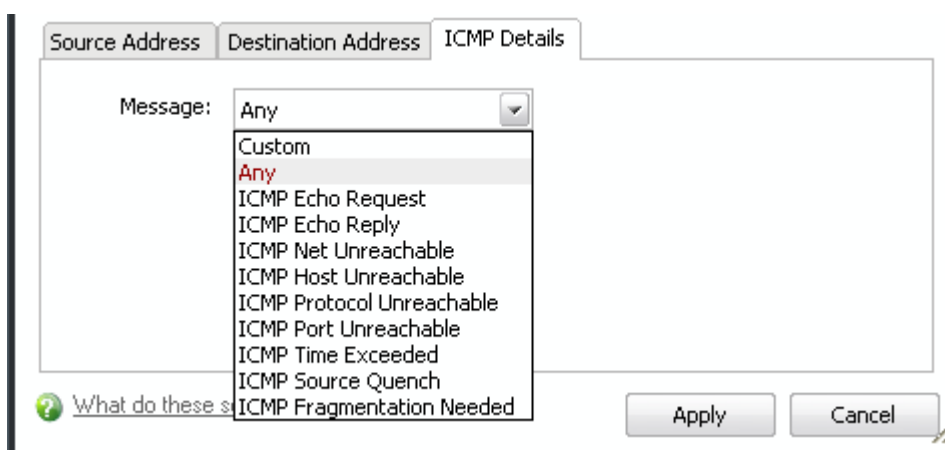 Source Address Destination Address ICMP Details
Message: Any
Custom
Any
ICMP Echo Request
ICMP Echo Reply
ICMP Net Unreachable
ICMP Host Unreachable
ICMP Protocol Unreachable
ICMP Port Unreachable
ICMP Time Exceeded
ICMP Source Quench
ICMP Fragmentation Needed
What do these
Apply Cancel